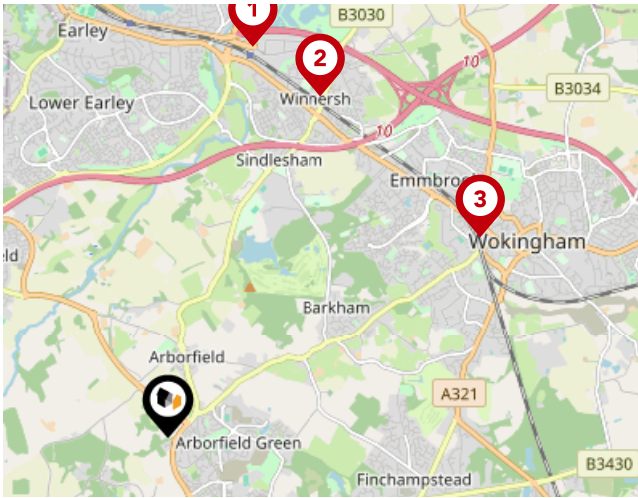 1
B3030
Earley
2
10
B3034
Lower Earley
Winnersh
10
Sindlesham
Emmbroo
3
Wokingham
eld
Barkham
Arborfield
A321
Arborfield Green
B3430
Finchampstead